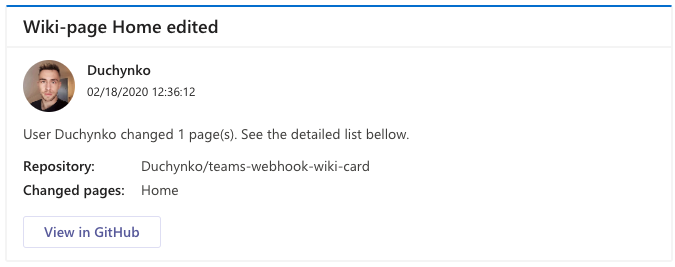 Wiki-page Home edited
Duchynko
02/18/2020 12:36:12
User Duchynko changed 1 page(s). See the detailed list bellow.
Repository: Duchynko/teams-webhook-wiki-card
Changed pages: Home
View in GitHub